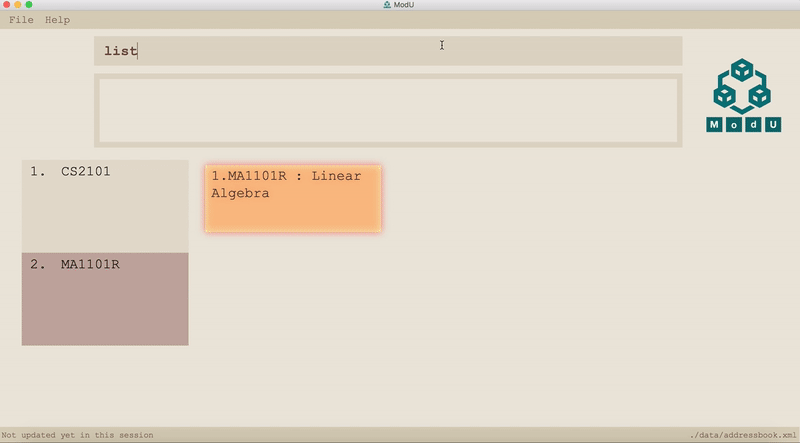 ModU
File Help
list
ModU
1. CS2101
1.MA1101R : Linear
Algebra
2. MA1101R
Not updated yet in this session
./data/addressbook.xml